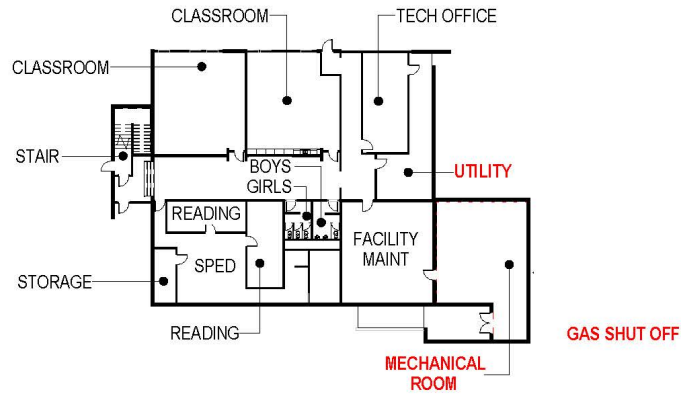 CLASSROOM
TECH OFFICE
CLASSROOM
STAIR
BOYS
GIRLS
UTILITY
READING
FACILITY
MAINT
SPED
STORAGE
READING
GAS SHUT OFF
MECHANICAL
ROOM